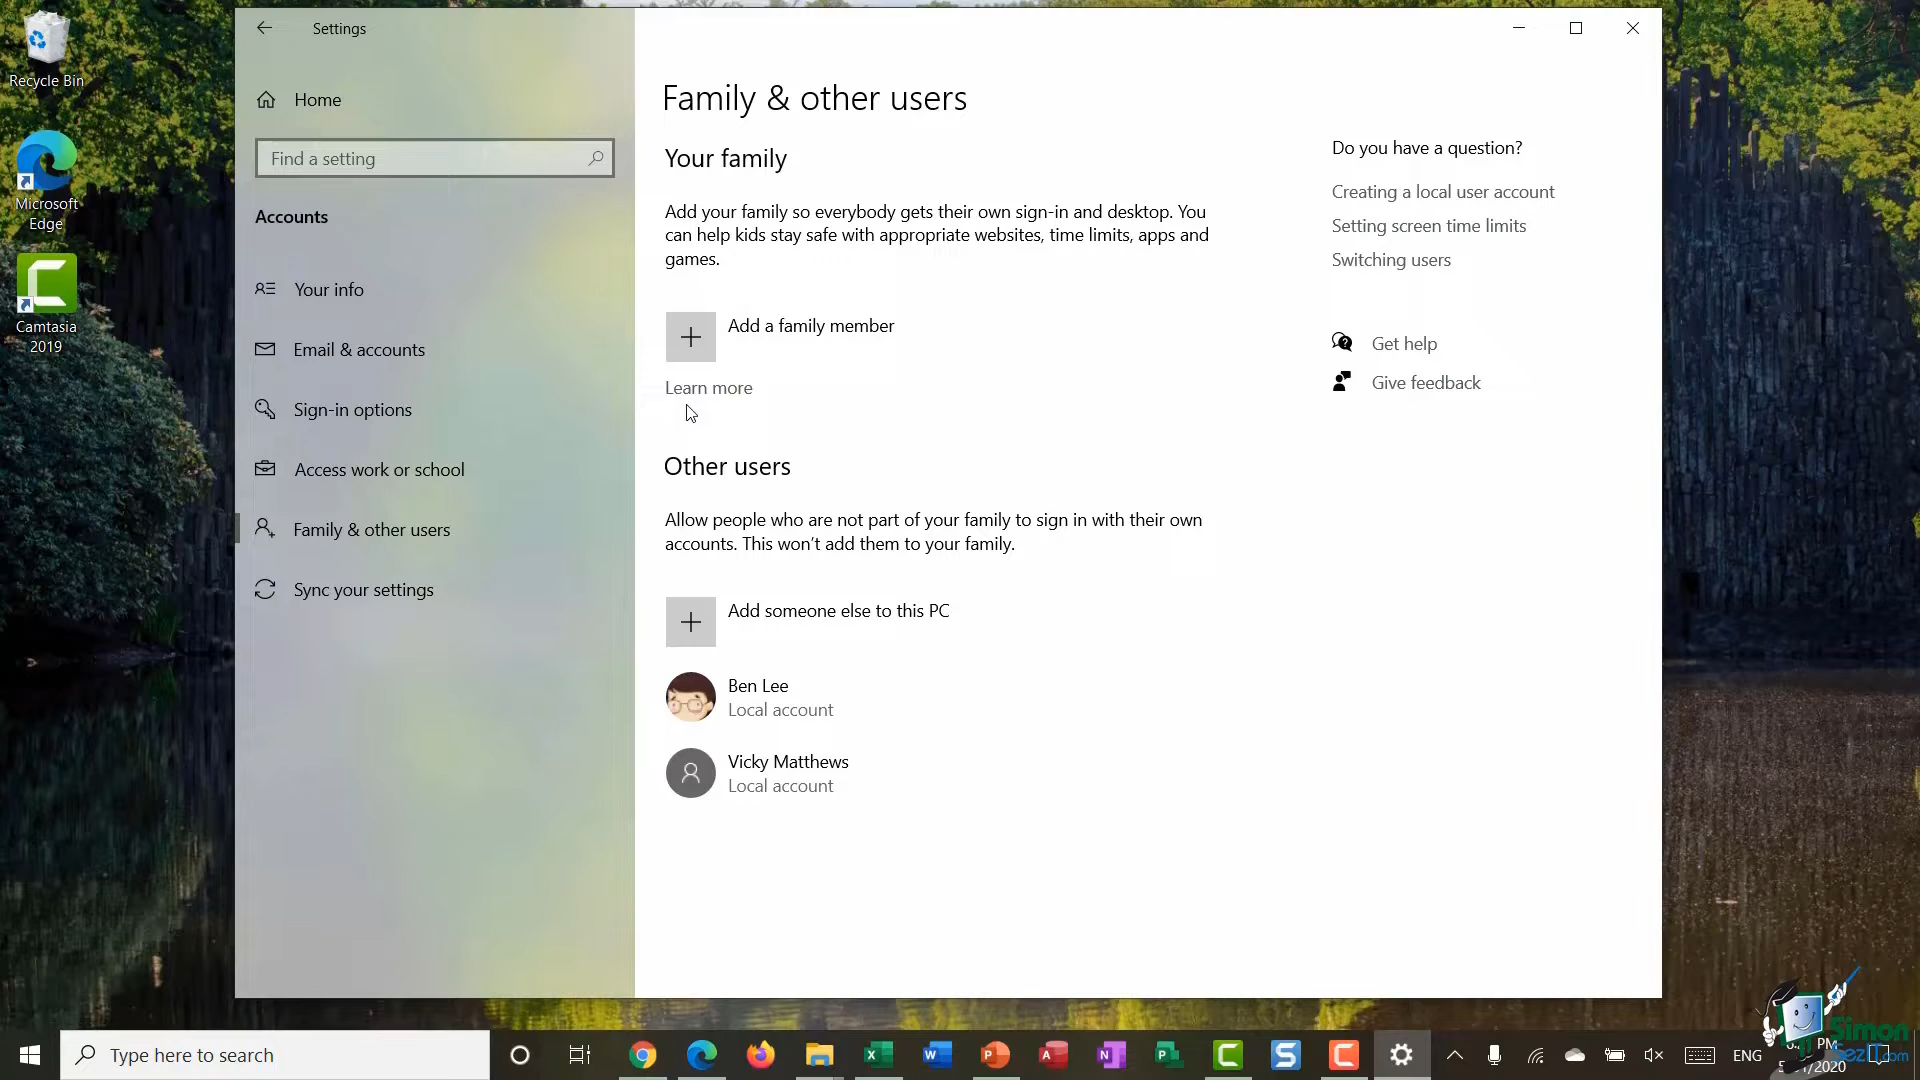 Recycle Bin
Microsoft
Edge
Camtasia
2019
Settings
Home
Find a setting
Accounts
Your info
Email & accounts
Sign-in options
Access work or school
Family & other users
Sync your settings
Family & other users
Your family
Add your family so everybody gets their own sign-in and desktop. You
can help kids stay safe with appropriate websites, time limits, apps and
games.
Add a family member
Learn more
Other users
Allow people who are not part of your family to sign in with their own
accounts. This won't add them to your family.
Add someone else to this PC
Ben Lee
Local account
Vicky Matthews
Local account
Do you have a question?
Creating a local user account
Setting screen time limits
Switching users
Get help
Give feedback
Type here to search
ENG
PM
Simon
SezIT.com